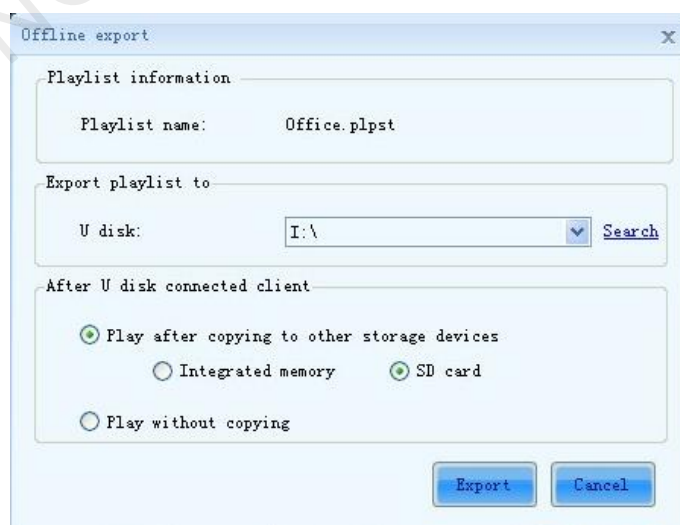 Offline export
x
Playlist information
Playlist name: Office.plpst
Export playlist to
U disk: I:\ Search
After U disk connected client
Play after copying to other storage devices
Integrated memory SD card
Play without copying
Export Cancel